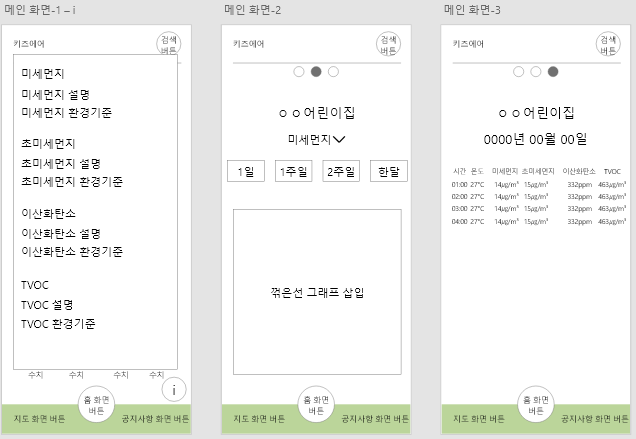 메인 화면-1 – i
키즈에어
검색
버튼
미세먼지
미세먼지 설명
미세먼지 환경기준
초미세먼지
초미세먼지 설명
초미세먼지 환경기준
이산화탄소
이산화탄소 설명
이산화탄소 환경기준
TVOC
TVOC 설명
TVOC 환경기준
수치 수치 수치 수치
i
지도 화면 버튼
홈 화면
버튼
공지사항 화면 버튼
메인 화면-2
키즈에어
검색
버튼
ㅇㅇ어린이집
미세먼지
1일 1주일 2주일 한달
꺾은선 그래프 삽입
지도 화면 버튼
홈 화면
버튼
공지사항 화면 버튼
메인 화면-3
키즈에어
검색
버튼
ㅇㅇ어린이집
0000년 00월 00일
시간 온도 미세먼지 초미세먼지 이산화탄소 TVOC
01:00 27°C 14㎍/m³ 15㎍/m³ 332ppm 463㎍/m³
02:00 27°C 14㎍/m³ 15㎍/m³ 332ppm 463㎍/m³
03:00 27°C 14㎍/m³ 15㎍/m³ 332ppm 463㎍/m³
04:00 27°C 14㎍/m³ 15㎍/m³ 332ppm 463㎍/m³
지도 화면 버튼
홈 화면
버튼
공지사항 화면 버튼